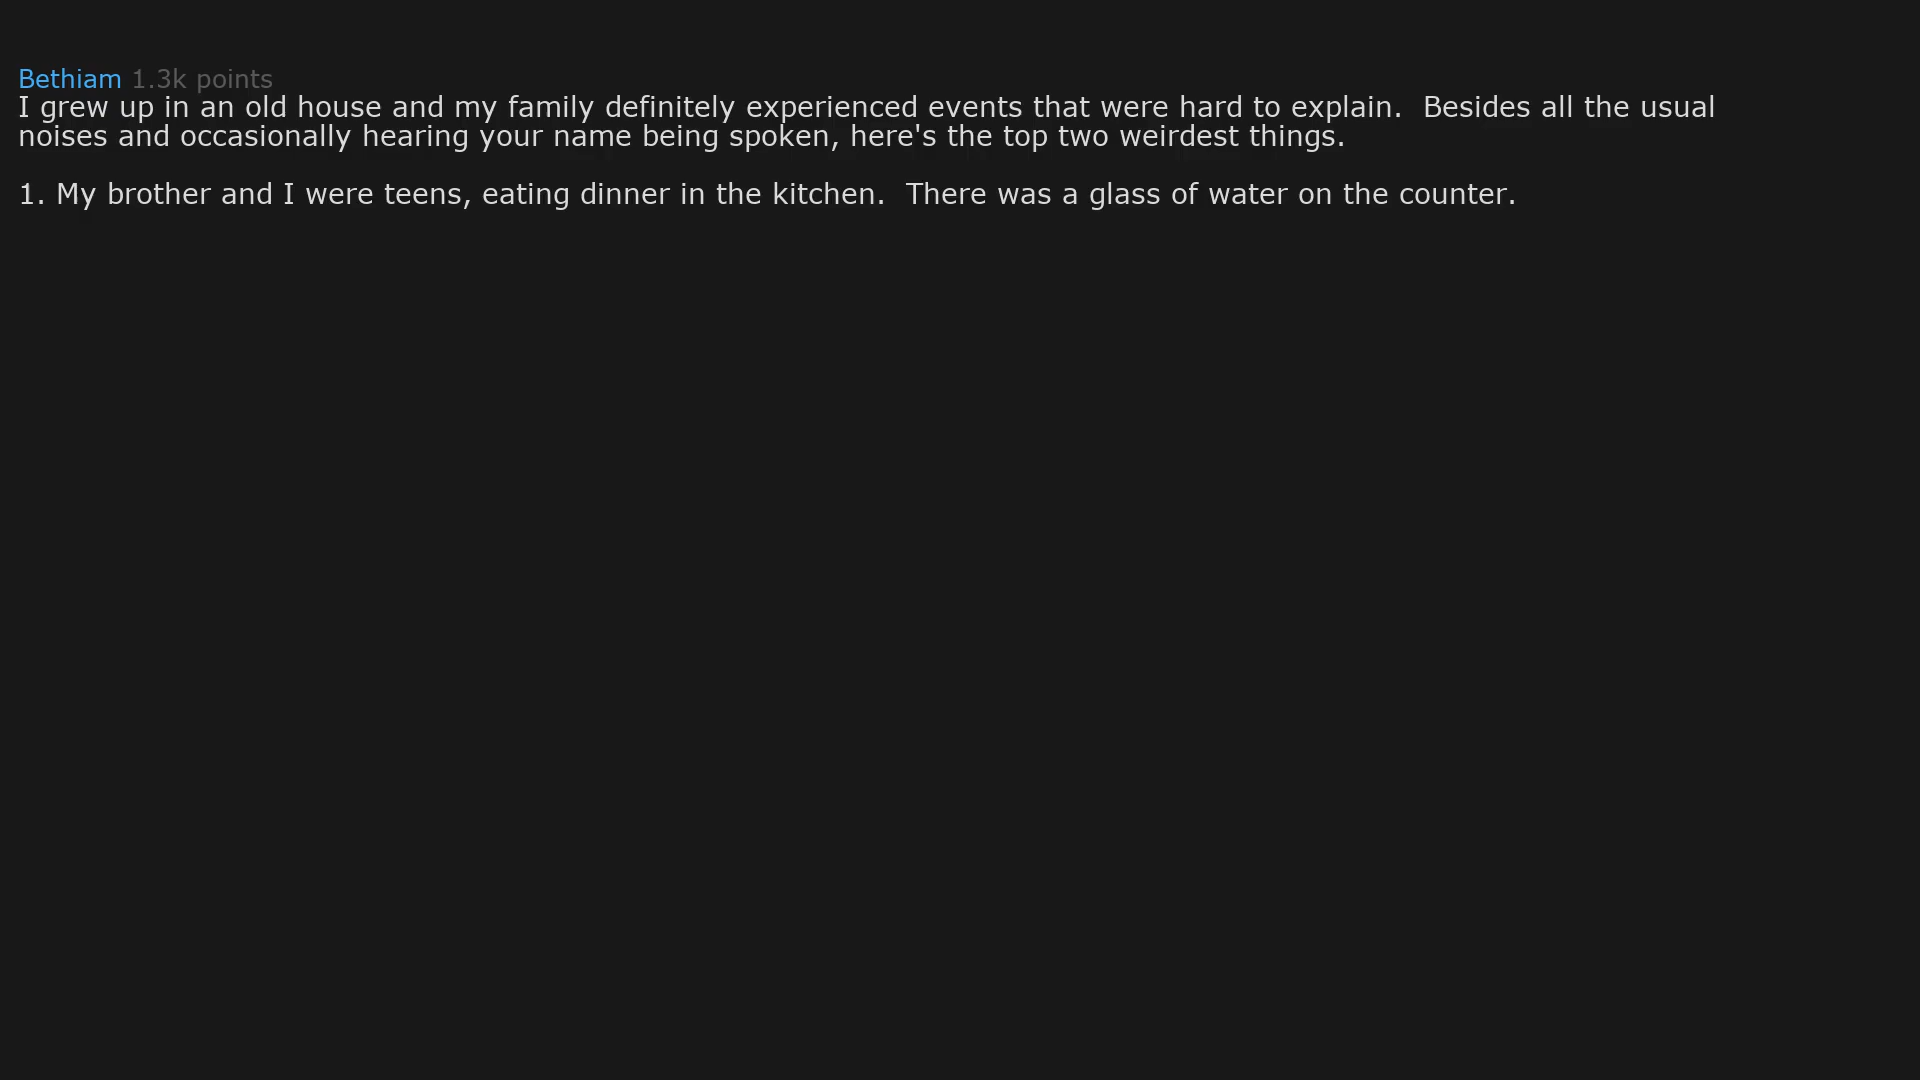 Bethiam 1.3k points
I grew up in an old house and my family definitely experienced events that were hard to explain.  Besides all the usual
noises and occasionally hearing your name being spoken, here's the top two weirdest things.
1. My brother and I were teens, eating dinner in the kitchen.  There was a glass of water on the counter.